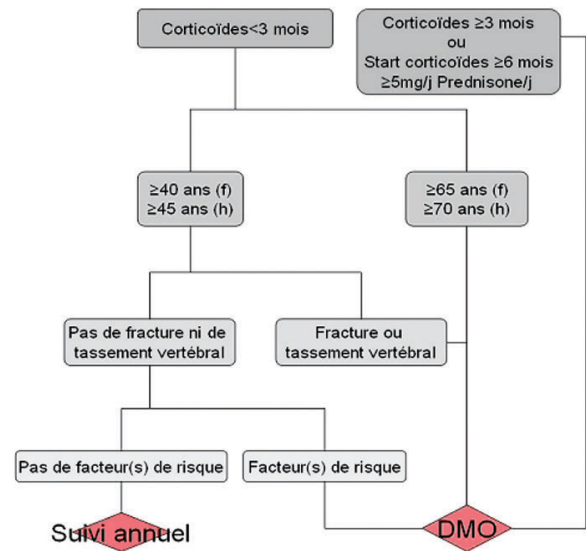 Corticoïdes<3 mois
Corticoïdes ≥3 mois
ou
Start corticoïdes ≥6 mois
≥5mg/j Prednisone/j
≥40 ans (f)
≥45 ans (h)
≥65 ans (f)
≥70 ans (h)
Pas de fracture ni de
tassement vertébral
Fracture ou
tassement vertébral
Pas de facteur(s) de risque
Facteur(s) de risque
Suivi annuel
DMO